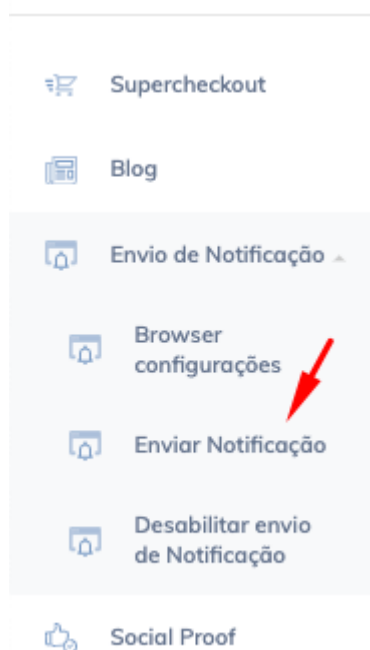 Supercheckout
Blog
Envio de Notificação
Browser
configurações
Enviar Notificação
Desabilitar envio
de Notificação
Social Proof